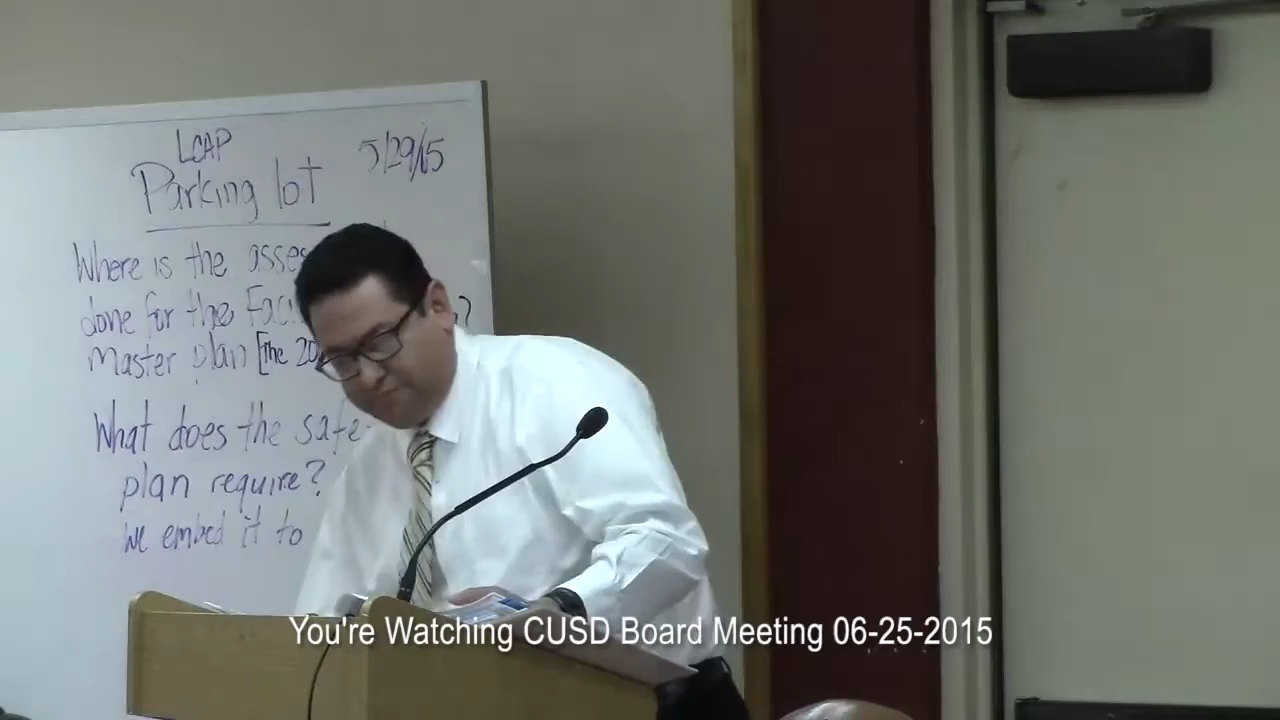 LCAP
Parking lot 5/29/15
Where is the asses
done for the Faci ?
Master plan [The 20
What does the safe
plan require?
we embed it to
You're Watching CUSD Board Meeting 06-25-2015